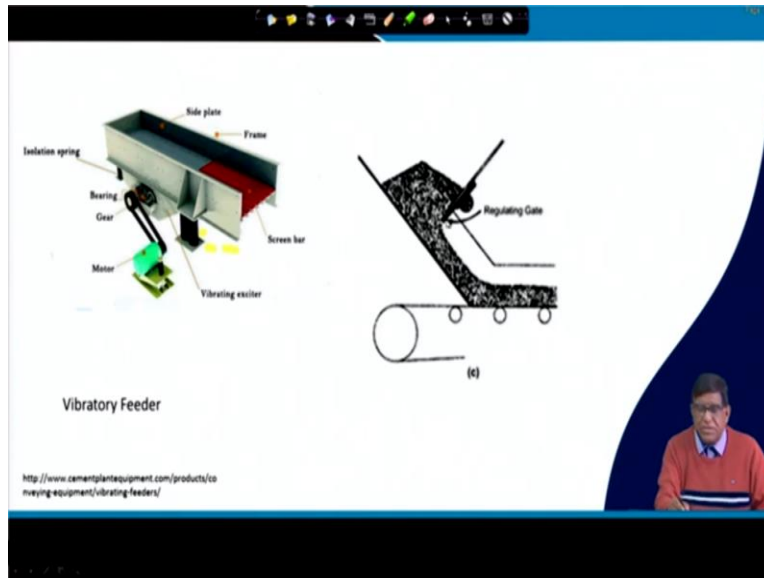 Side plate
Frame
Isolation spring
Bearing
Gear
Motor
Screen bar
Vibrating exciter
Regulating Gate
(c)
Vibratory Feeder
http://www.cementplantequipment.com/products/co
nveying-equipment/vibrating-feeders/